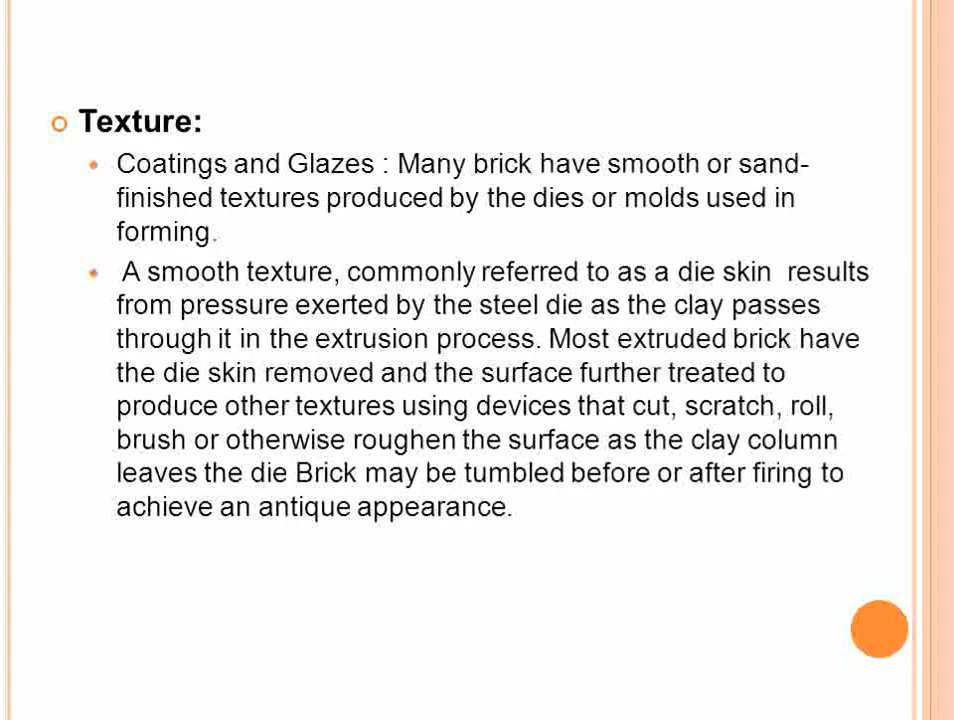 Texture:
Coatings and Glazes : Many brick have smooth or sand-
finished textures produced by the dies or molds used in
forming.
A smooth texture, commonly referred to as a die skin  results
from pressure exerted by the steel die as the clay passes
through it in the extrusion process. Most extruded brick have
the die skin removed and the surface further treated to
produce other textures using devices that cut, scratch, roll,
brush or otherwise roughen the surface as the clay column
leaves the die Brick may be tumbled before or after firing to
achieve an antique appearance.